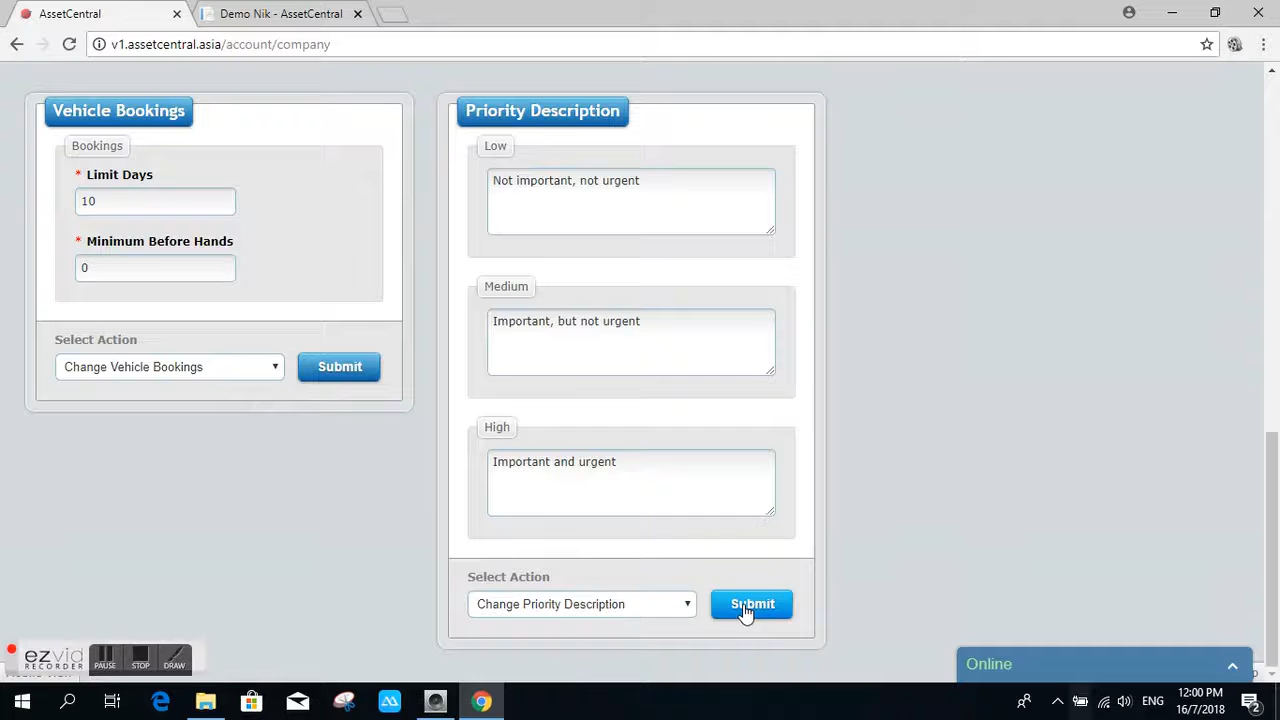 AssetCentral
Demo Nik - AssetCentral
v1.assetcentral.asia/account/company
Vehicle Bookings
Bookings
* Limit Days
10
* Minimum Before Hands
0
Select Action
Change Vehicle Bookings
Submit
Priority Description
Low
Not important, not urgent
Medium
Important, but not urgent
High
Important and urgent
Select Action
Change Priority Description
Submit
ezvid
RECORDER
PAUSE
STOP
DRAW
Online
ENG
12:00 PM
16/7/2018
2